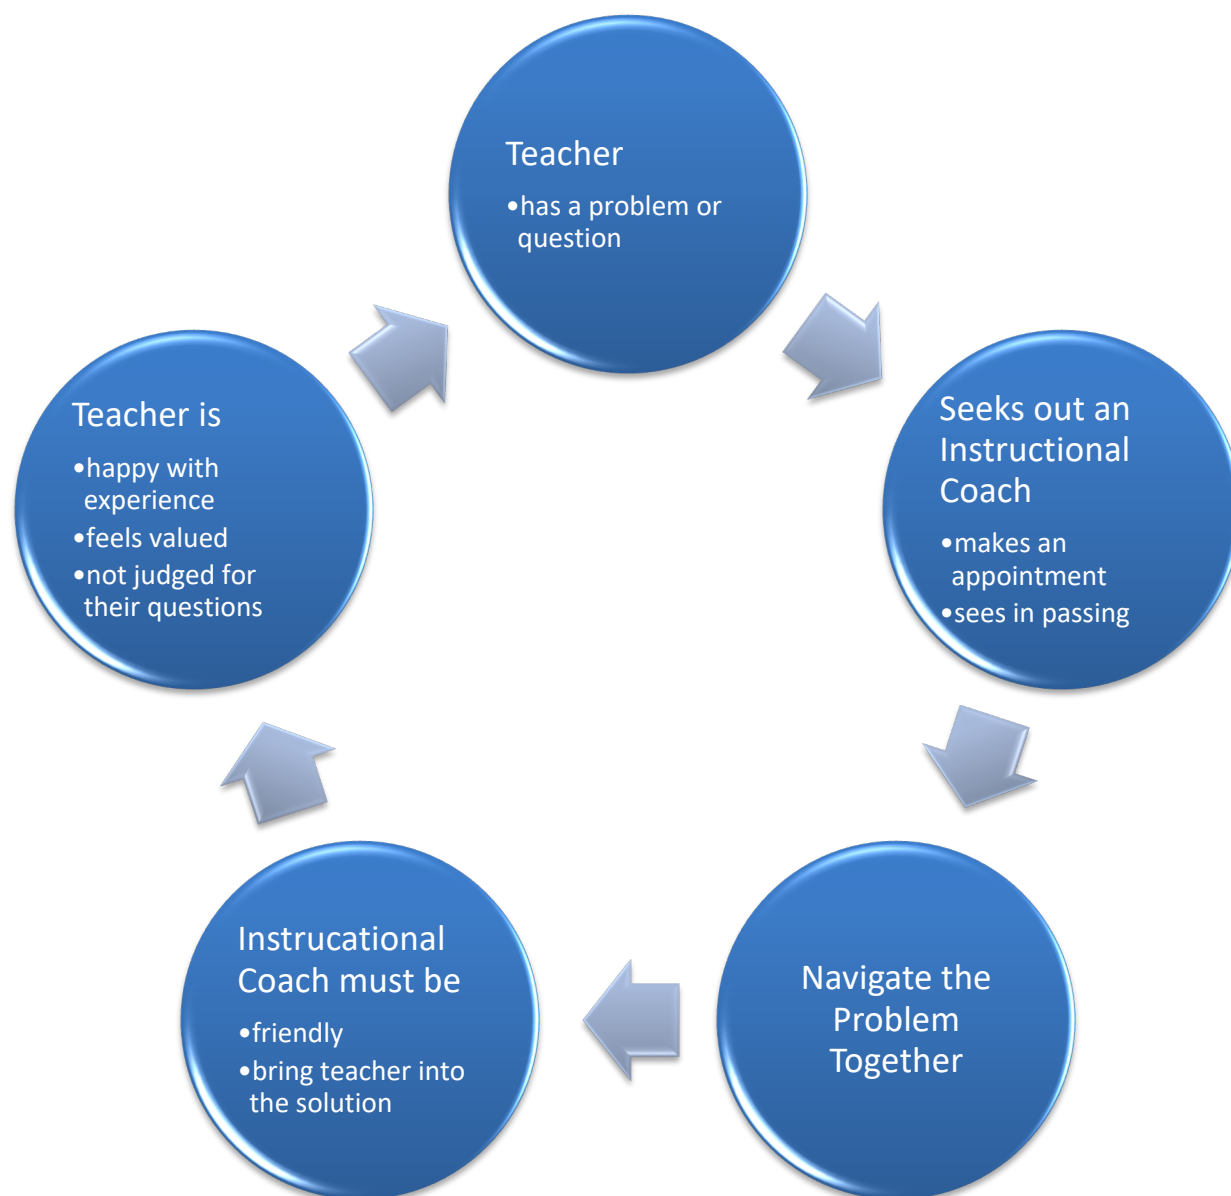 Teacher
•has a problem or
question
Seeks out an
Instructional
Coach
•makes an
appointment
•sees in passing
Navigate the
Problem
Together
Instrucational
Coach must be
•friendly
•bring teacher into
the solution
Teacher is
•happy with
experience
•feels valued
•not judged for
their questions